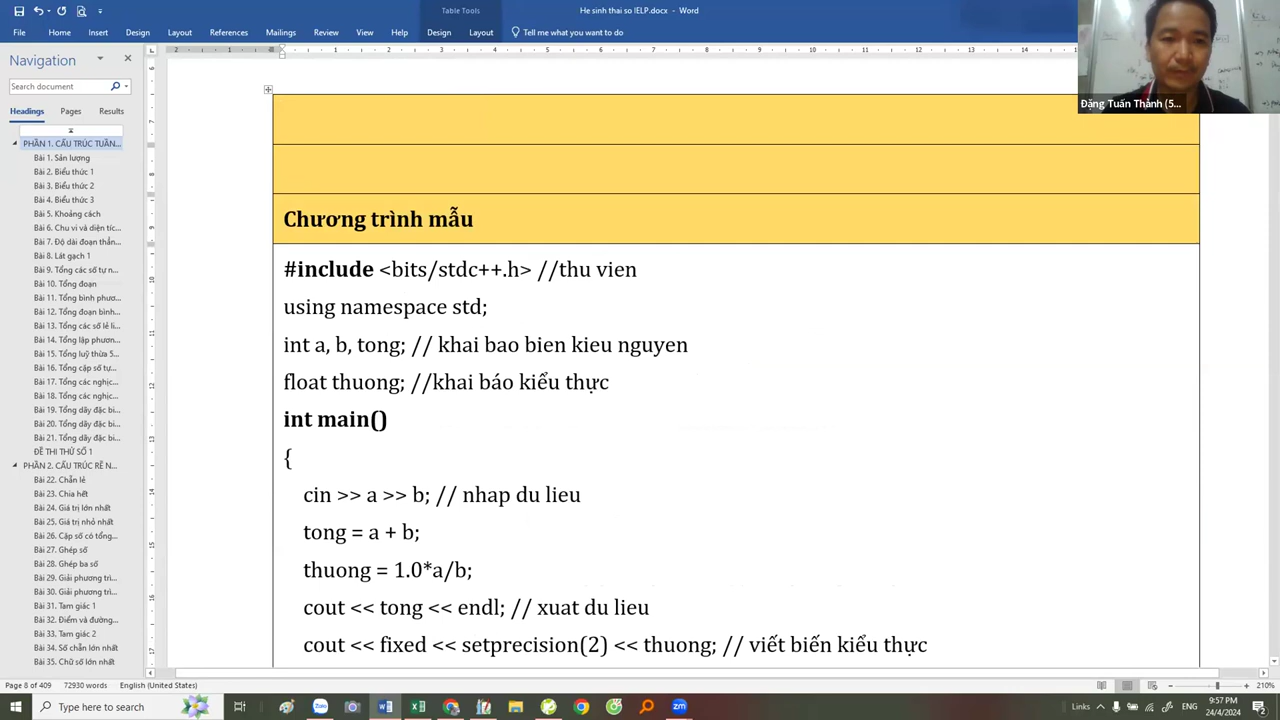 Table Tools
He sinh thai so IELP.docx - Word
File Home Insert Design Layout References Mailings Review View Help Design Layout Tell me what you want to do
Đặng Tuấn Thành (5...
Navigation
Search document
Headings Pages Results
PHẦN 1. CẤU TRÚC TUẦN...
Bài 1. Sản lượng
Bài 2. Biểu thức 1
Bài 3. Biểu thức 2
Bài 4. Biểu thức 3
Bài 5. Khoảng cách
Bài 6. Chu vi và diện tíc...
Bài 7. Độ dài đoạn thẳn...
Bài 8. Lát gạch 1
Bài 9. Tổng các số tự n...
Bài 10. Tổng đoạn
Bài 11. Tổng bình phươ...
Bài 12. Tổng đoạn bình...
Bài 13. Tổng các số lẻ li...
Bài 14. Tổng lập phươn...
Bài 15. Tổng luỹ thừa 5...
Bài 16. Tổng cặp số tự...
Bài 17. Tổng các nghịc...
Bài 18. Tổng các nghịc...
Bài 19. Tổng dãy đặc bi...
Bài 20. Tổng dãy đặc bi...
Bài 21. Tổng dãy đặc bi...
ĐỀ THI THỬ SỐ 1
PHẦN 2. CẤU TRÚC RẼ N...
Bài 22. Chẵn lẻ
Bài 23. Chia hết
Bài 24. Giá trị lớn nhất
Bài 25. Giá trị nhỏ nhất
Bài 26. Cặp số có tổng...
Bài 27. Ghép số
Bài 28. Ghép ba số
Bài 29. Giải phương trì...
Bài 30. Giải phương trì...
Bài 31. Tam giác 1
Bài 32. Điểm và đường...
Bài 33. Tam giác 2
Bài 34. Số chẵn lớn nhất
Bài 35. Chữ số lớn nhất
Chương trình mẫu
#include <bits/stdc++.h> //thu vien
using namespace std;
int a, b, tong; // khai bao bien kieu nguyen
float thuong; //khai báo kiểu thực
int main()
{
cin >> a >> b; // nhap du lieu
tong = a + b;
thuong = 1.0*a/b;
cout << tong << endl; // xuat du lieu
cout << fixed << setprecision(2) << thuong; // viết biến kiểu thực
Page 8 of 409 72930 words English (United States) 210%
Type here to search
Links
9:57 PM
24/4/2024